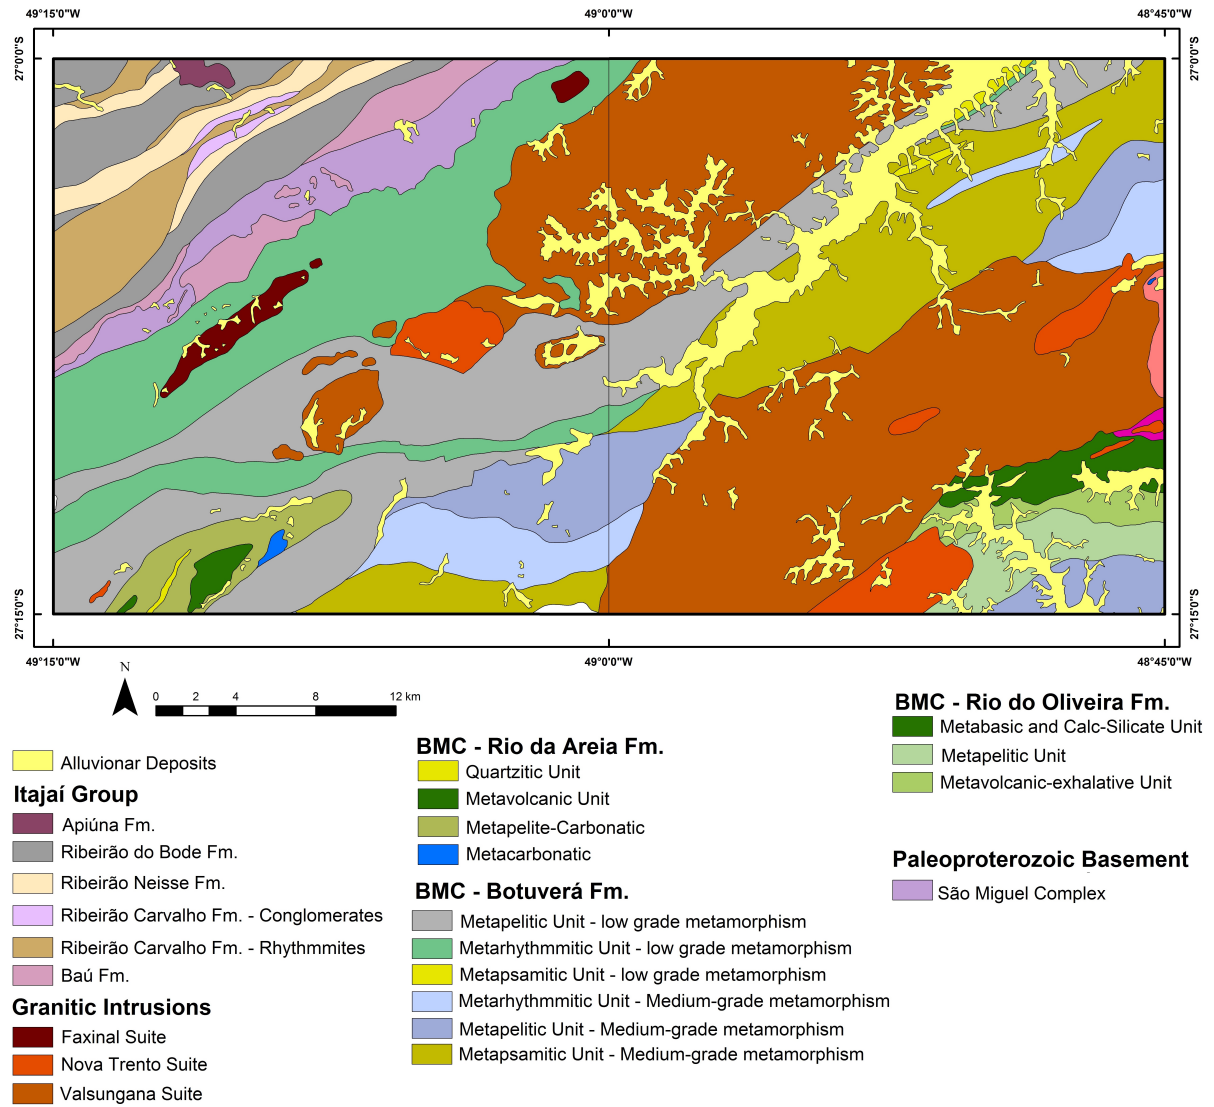 49°15'0"W
49°0'0"W
48°45'0"W
27°0'0"S
27°0'0"S
27°15'0"S
27°15'0"S
49°15'0"W
49°0'0"W
48°45'0"W
N
0 2 4 8 12 km
Alluvionar Deposits
Itajaí Group
Apiúna Fm.
Ribeirão do Bode Fm.
Ribeirão Neisse Fm.
Ribeirão Carvalho Fm. - Conglomerates
Ribeirão Carvalho Fm. - Rhythmmites
Baú Fm.
Granitic Intrusions
Faxinal Suite
Nova Trento Suite
Valsungana Suite
BMC - Rio da Areia Fm.
Quartzitic Unit
Metavolcanic Unit
Metapelite-Carbonatic
Metacarbonatic
BMC - Botuverá Fm.
Metapelitic Unit - low grade metamorphism
Metarhythmmitic Unit - low grade metamorphism
Metapsamitic Unit - low grade metamorphism
Metarhythmmitic Unit - Medium-grade metamorphism
Metapelitic Unit - Medium-grade metamorphism
Metapsamitic Unit - Medium-grade metamorphism
BMC - Rio do Oliveira Fm.
Metabasic and Calc-Silicate Unit
Metapelitic Unit
Metavolcanic-exhalative Unit
Paleoproterozoic Basement
São Miguel Complex